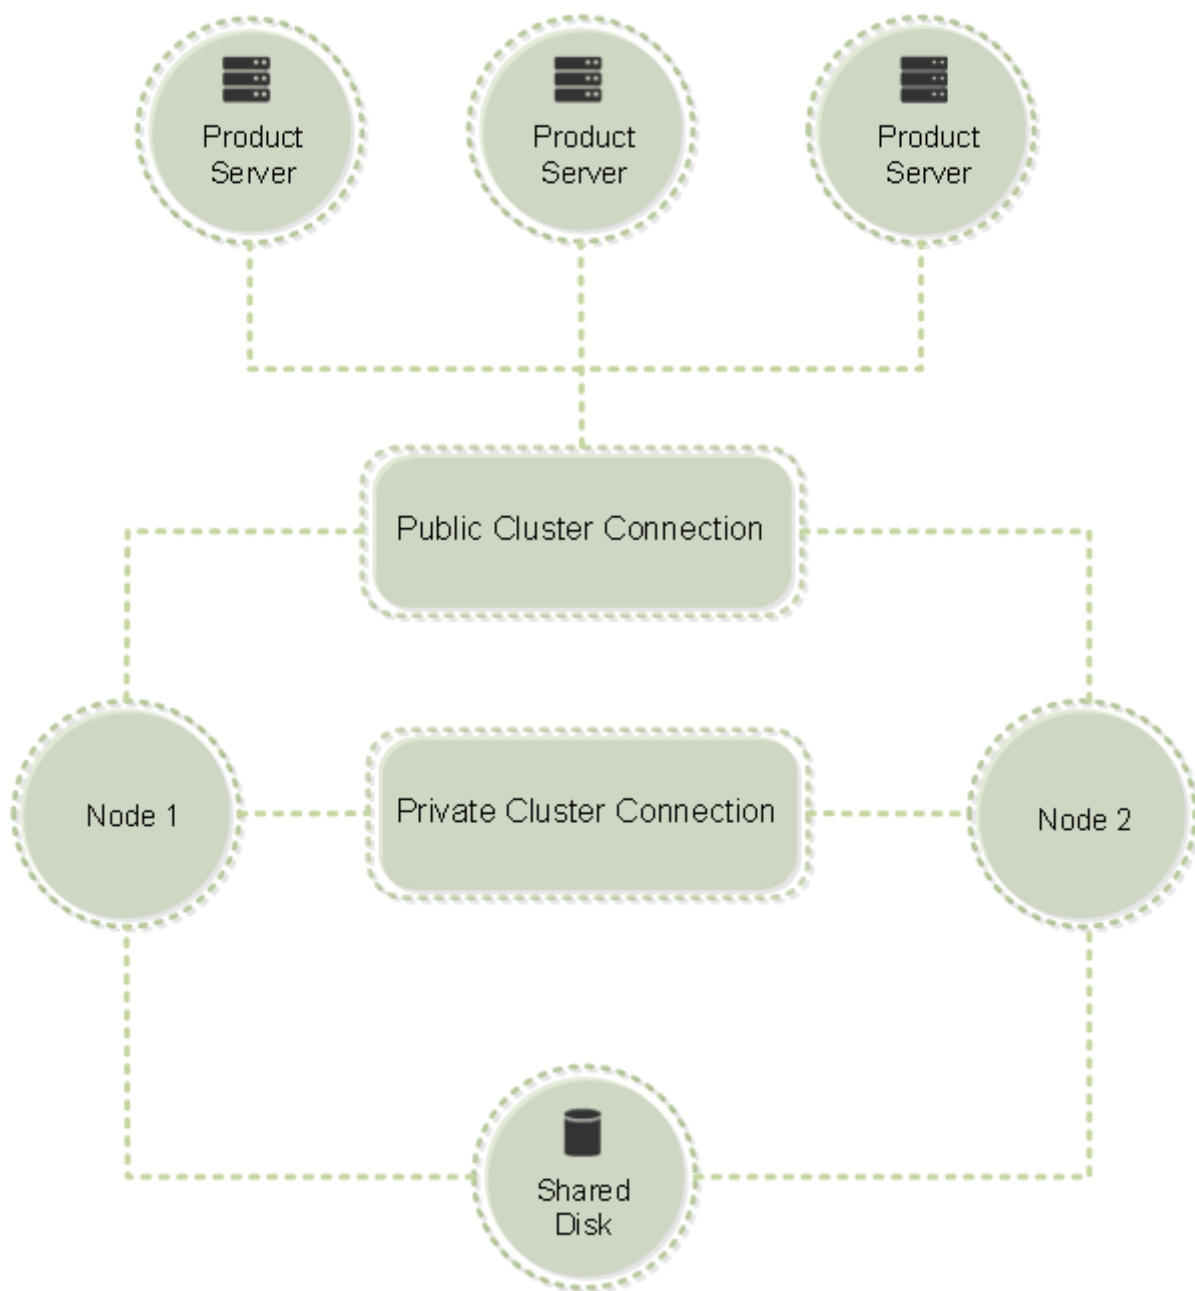 Product
Server
Product
Server
Product
Server
Public Cluster Connection
Node 1
Private Cluster Connection
Node 2
Shared
Disk